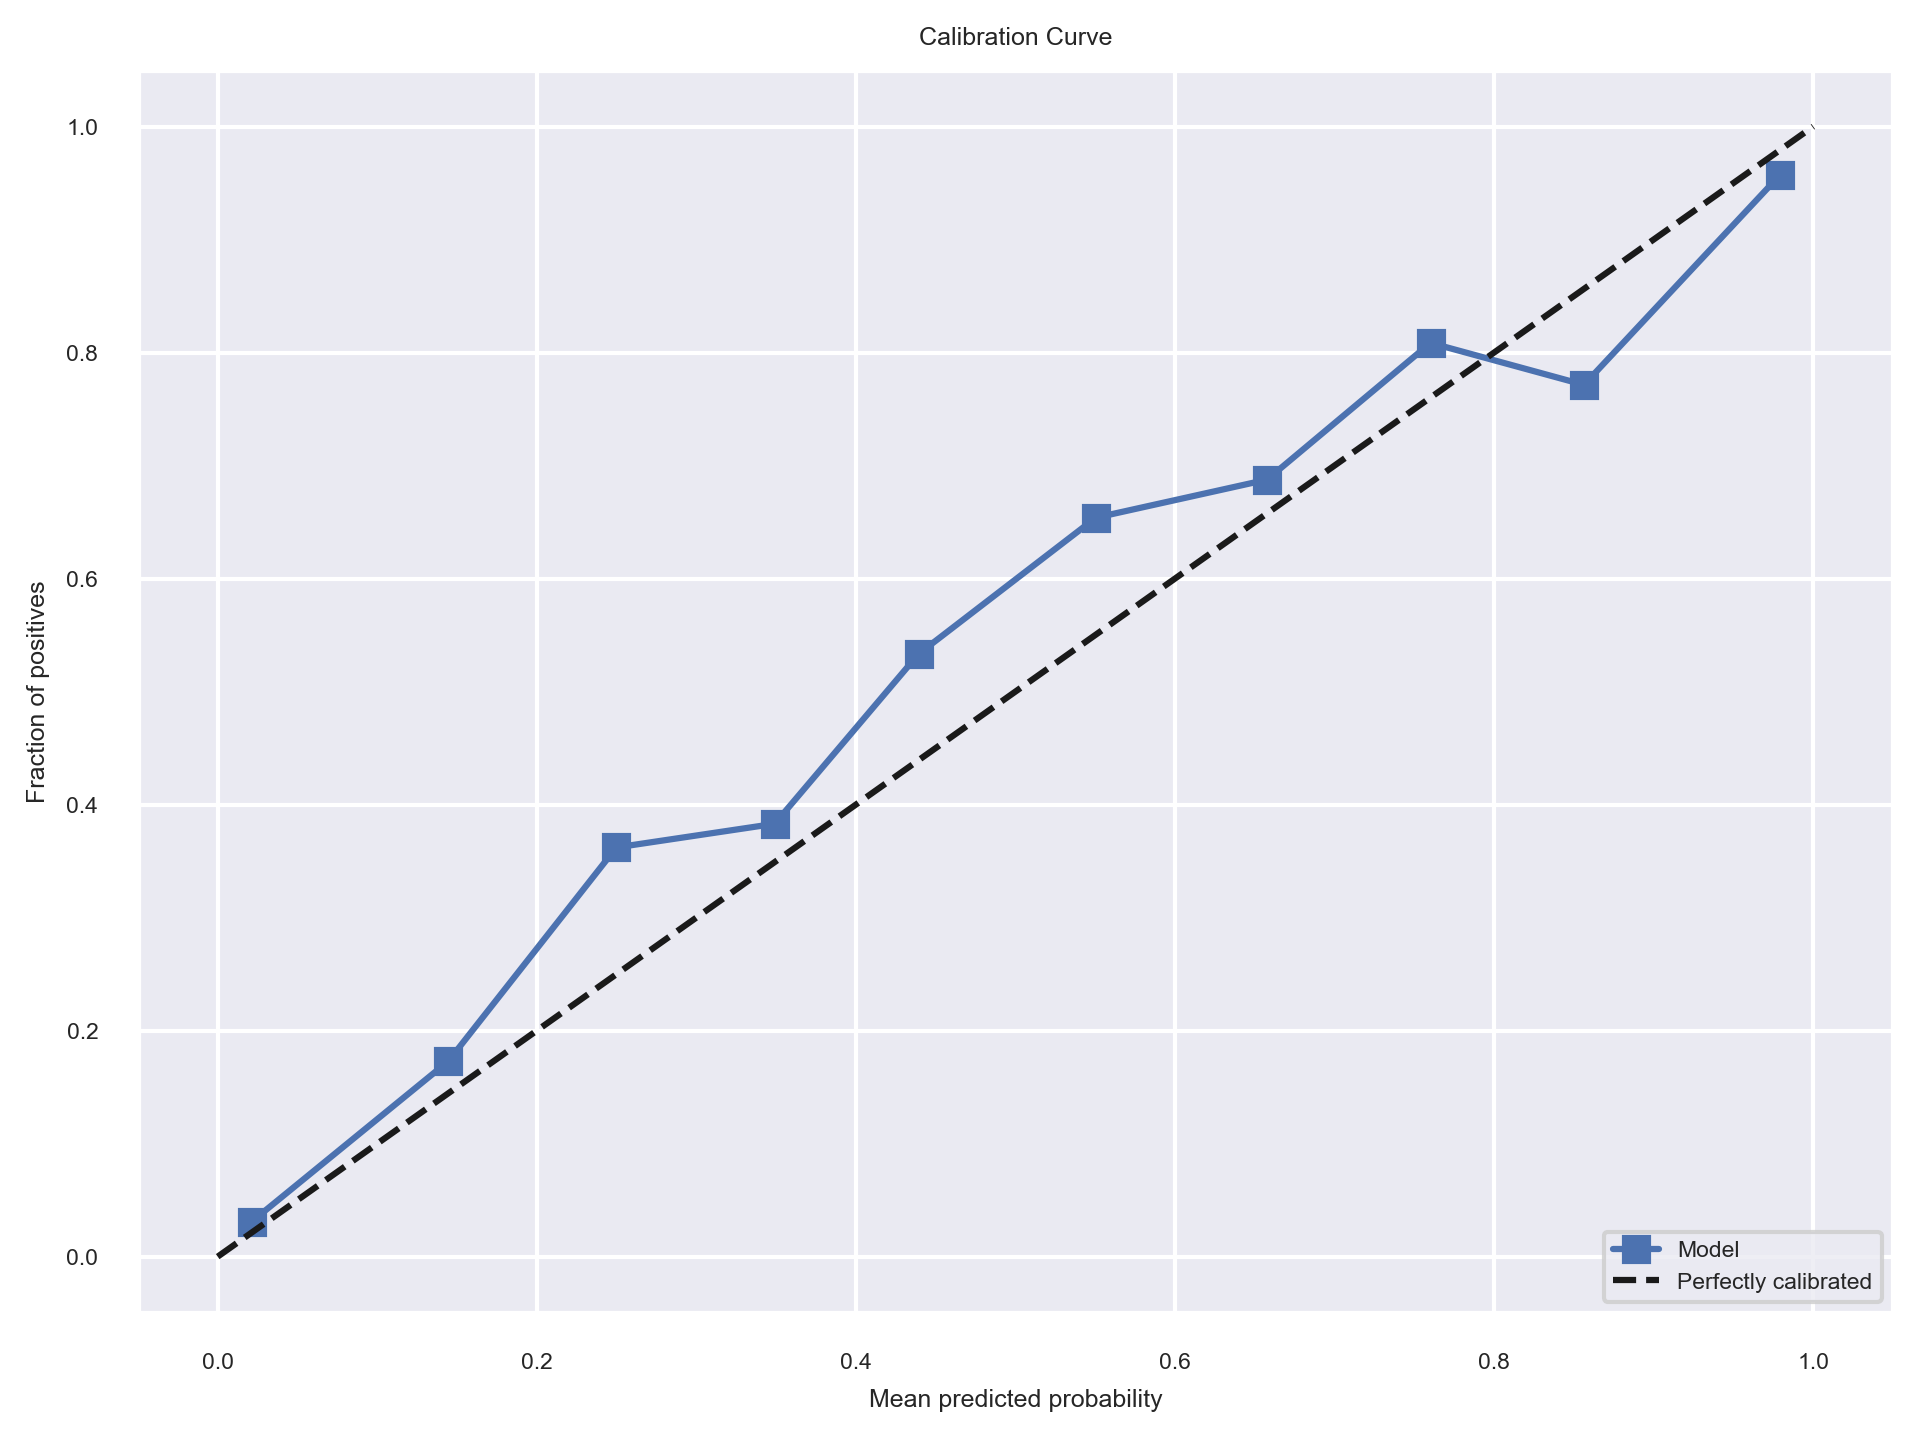 Calibration Curve
1.0
0.8
0.6
0.4
0.2
0.0
Fraction of positives
0.0 0.2 0.4 0.6 0.8 1.0
Mean predicted probability
Model
Perfectly calibrated